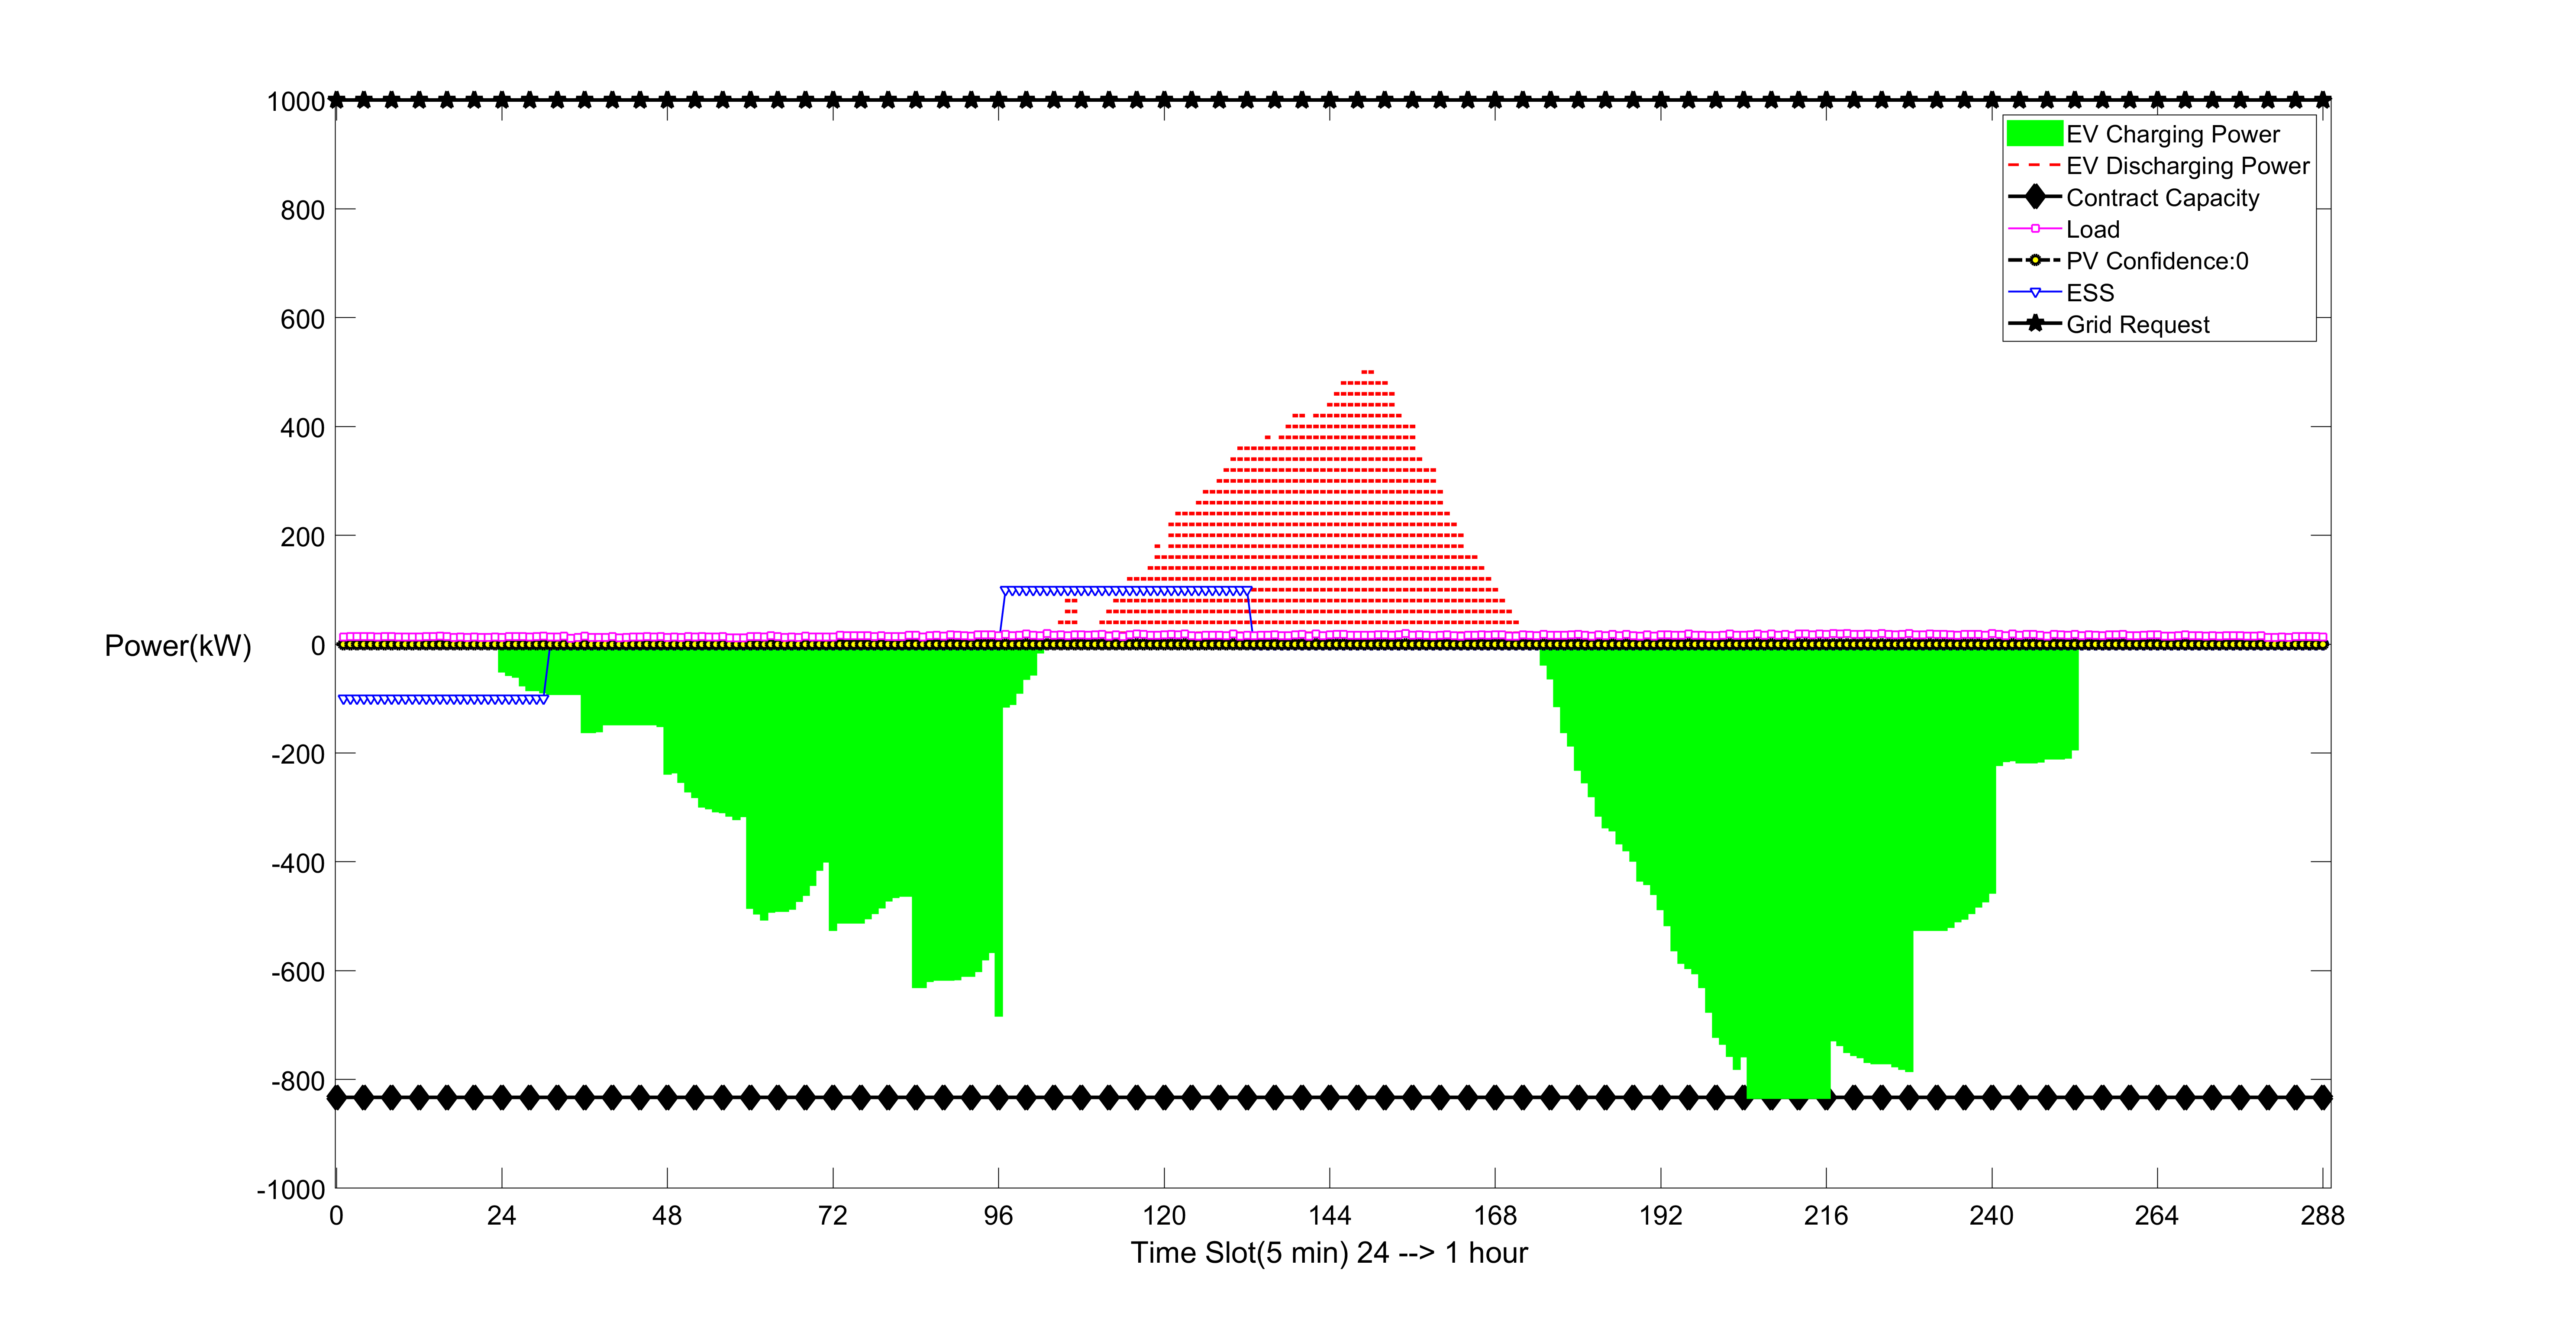 1000
800
600
400
200
0
-200
-400
-600
-800
-1000
Power(kW)
EV Charging Power
EV Discharging Power
Contract Capacity
Load
PV Confidence:0
ESS
Grid Request
0 24 48 72 96 120 144 168 192 216 240 264 288
Time Slot(5 min) 24 --> 1 hour